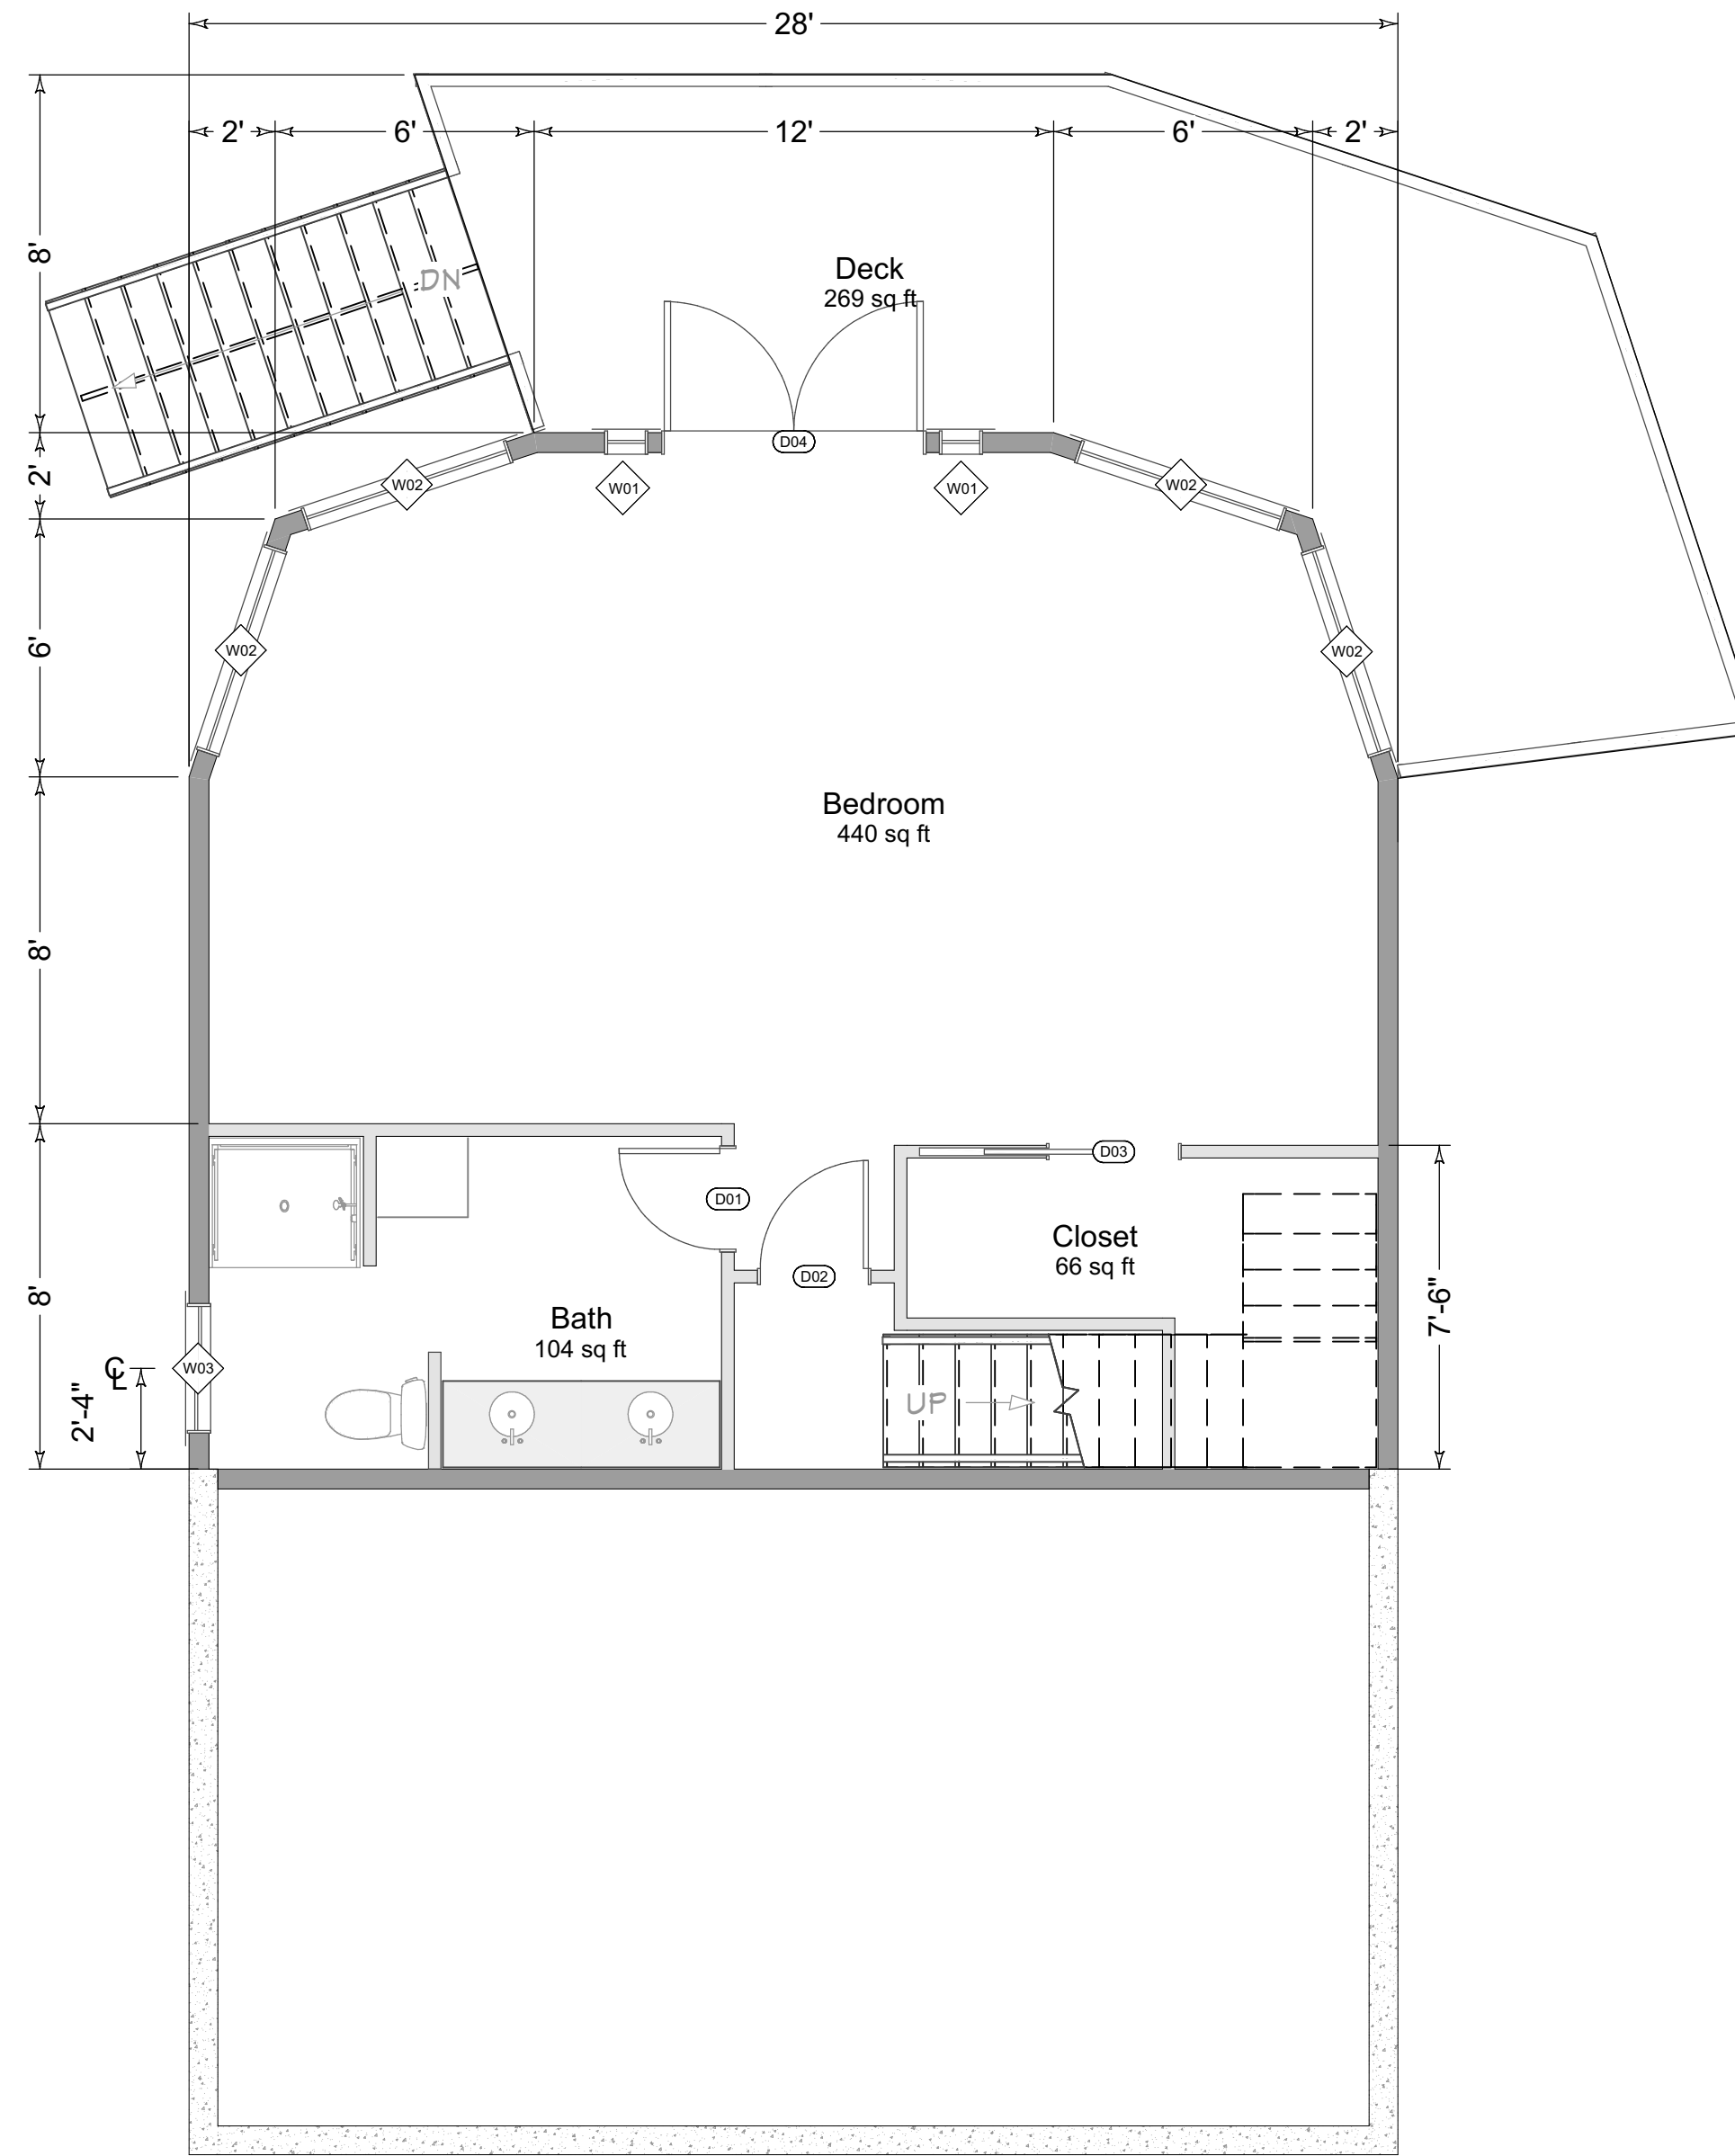 28'
2'
6'
12'
6'
2'
8'
DN
Deck
269 sq ft
D04
2'
W02
W01
W01
W02
6'
W02
W02
Bedroom
440 sq ft
8'
D03
D01
Closet
66 sq ft
D02
8'
7'-6"
Bath
104 sq ft
CL
W03
2'-4"
UP